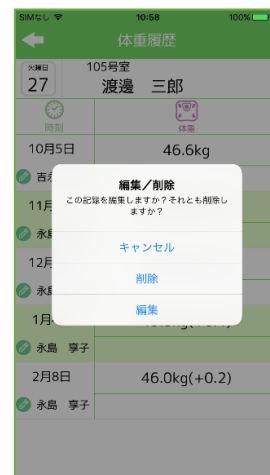 SIMなし 10:58 100%
体重履歴
火曜日 105号室
27 渡邊 三郎
時刻 体重
10月5日 46.6kg
編集／削除
この記録を編集しますか？それとも削除し
ますか？
11月
12月
キャンセル
削除
編集
1月
2月8日 46.0kg(+0.2)
永島 享子
永島 享子